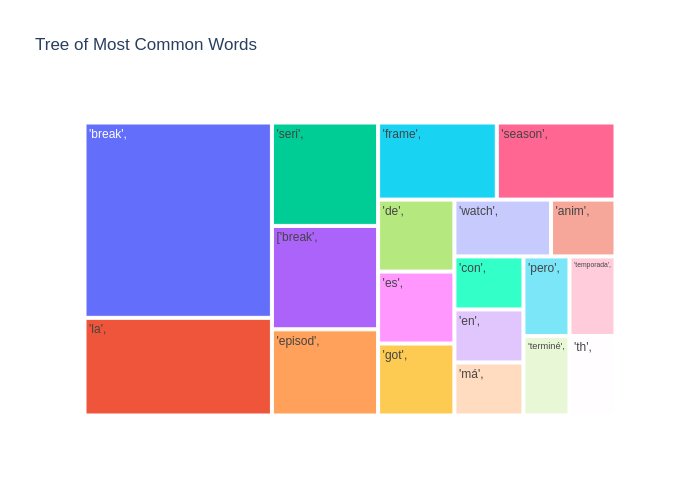 Tree of Most Common Words
'break',
'la',
'seri',
['break',
'episod',
'frame',
'season',
'de',
'es',
'got',
'watch',
'anim',
'con',
'en',
'má',
'pero',
'temporada',
'terminé',
'th',